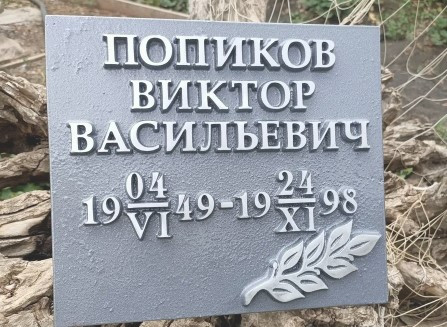 ПОПИКОВ
ВИКТОР
ВАСИЛЬЕВИЧ
19 04/VI 49-19 24/XI 98